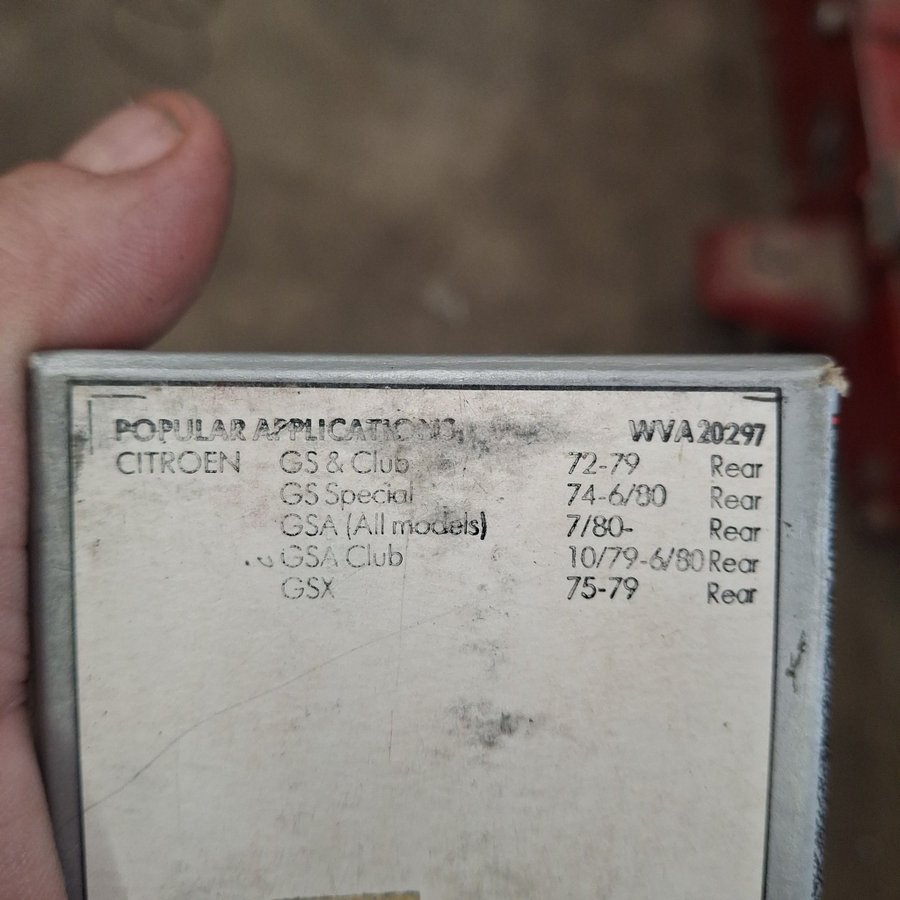 POPULAR APPLICATIONS WVA 20297
CITROEN GS & Club 72-79 Rear
GS Special 74-6/80 Rear
GSA (All models) 7/80- Rear
GSA Club 10/79-6/80 Rear
GSX 75-79 Rear